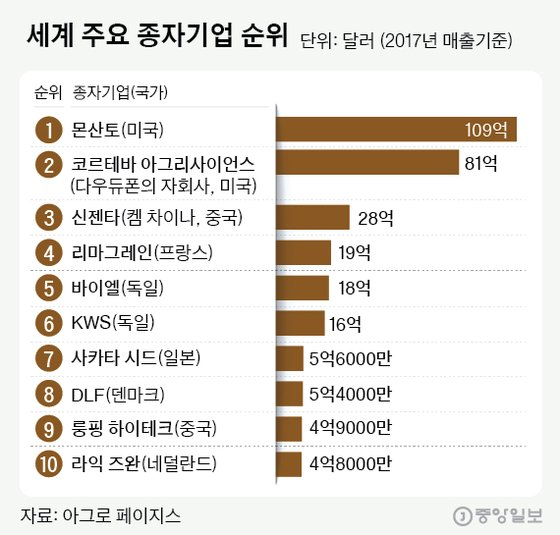 세계 주요 종자기업 순위 단위: 달러 (2017년 매출기준)
순위 종자기업(국가)
1 몬산토(미국) 109억
2 코르테바 아그리사이언스 81억
(다우듀폰의 자회사, 미국)
3 신젠타(켐 차이나, 중국) 28억
4 리마그레인(프랑스) 19억
5 바이엘(독일) 18억
6 KWS(독일) 16억
7 사카타 시드(일본) 5억6000만
8 DLF(덴마크) 5억4000만
9 룽핑 하이테크(중국) 4억9000만
10 라익 즈완(네덜란드) 4억8000만
자료: 아그로 페이지스 중앙일보